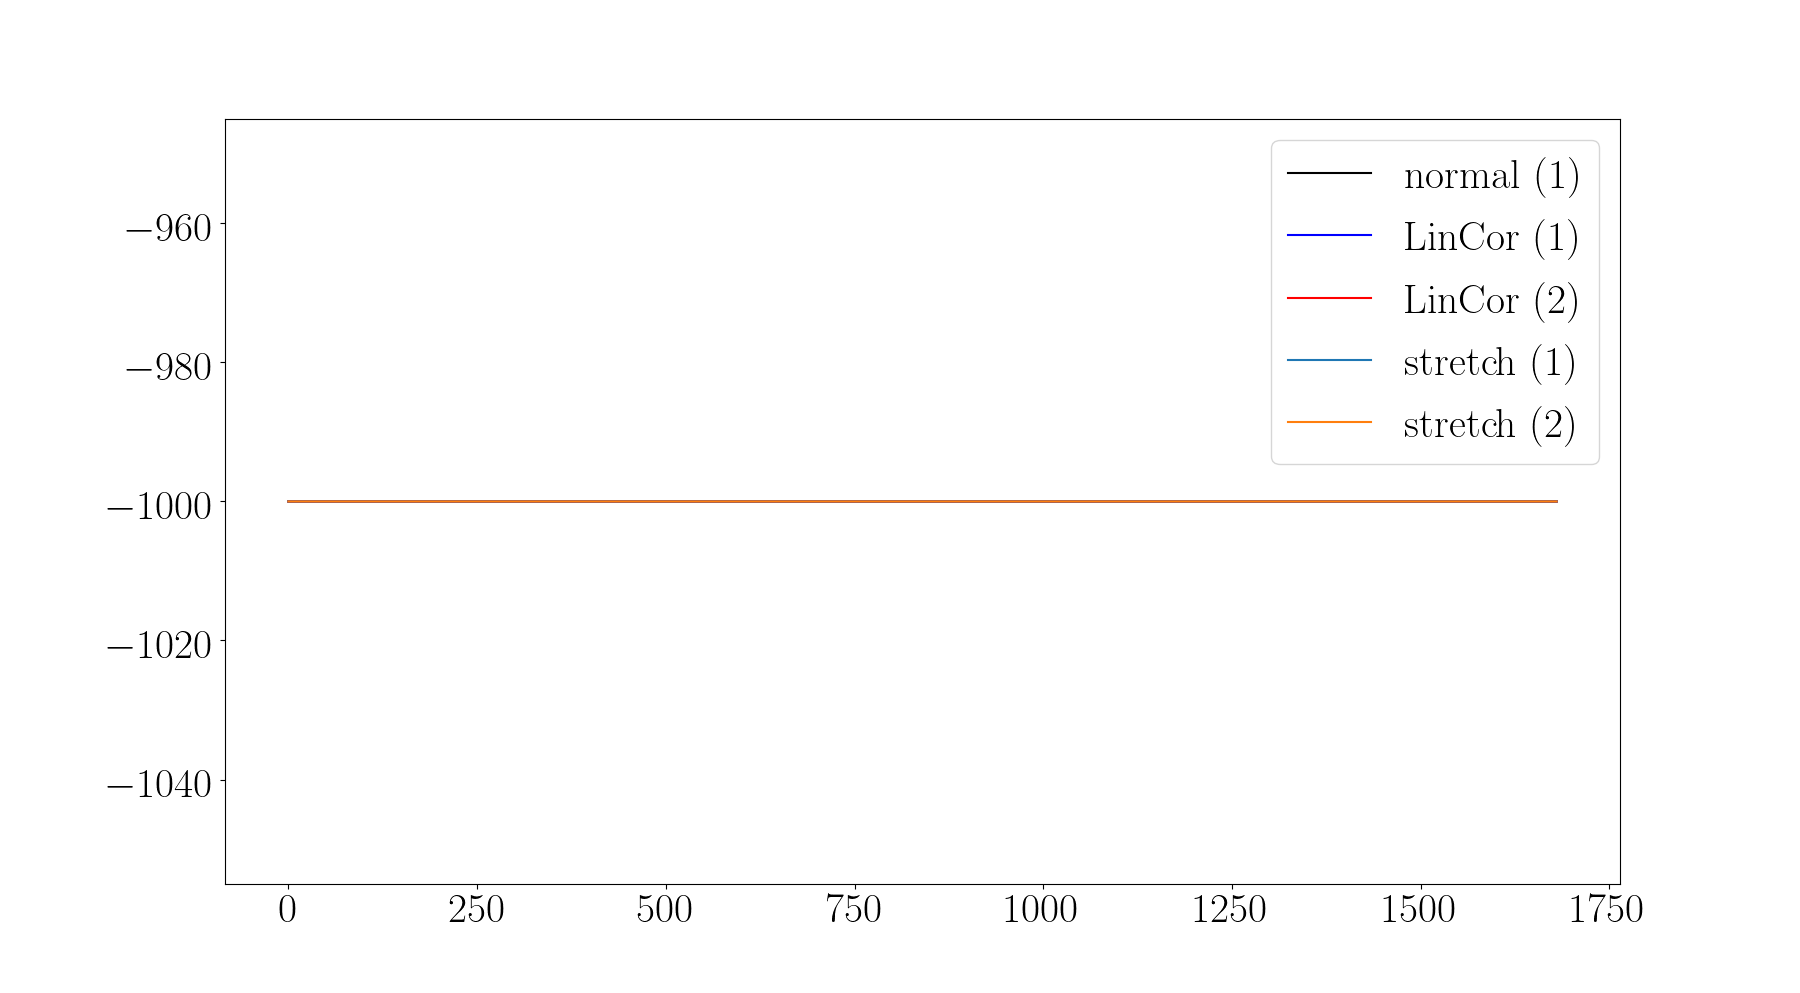 normal (1)
LinCor (1)
LinCor (2)
stretch (1)
stretch (2)
−960
−980
−1000
−1020
−1040
0 250 500 750 1000 1250 1500 1750